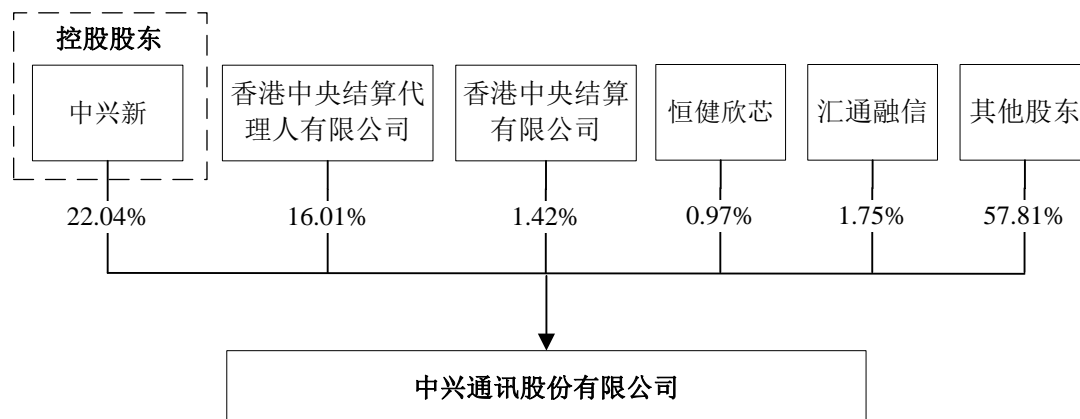 控股股东
中兴新
香港中央结算代
理人有限公司
香港中央结算
有限公司
恒健欣芯
汇通融信
其他股东
22.04%
16.01%
1.42%
0.97%
1.75%
57.81%
中兴通讯股份有限公司